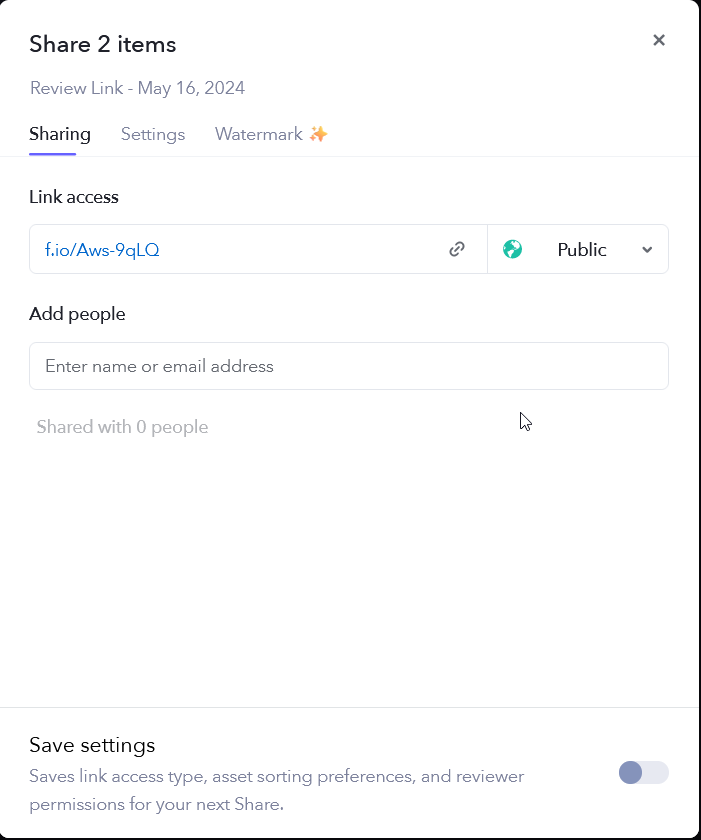 Share 2 items
Review Link - May 16, 2024
Sharing Settings Watermark ✨
Link access
f.io/Aws-9qLQ Public
Add people
Enter name or email address
Shared with 0 people
Save settings
Saves link access type, asset sorting preferences, and reviewer
permissions for your next Share.